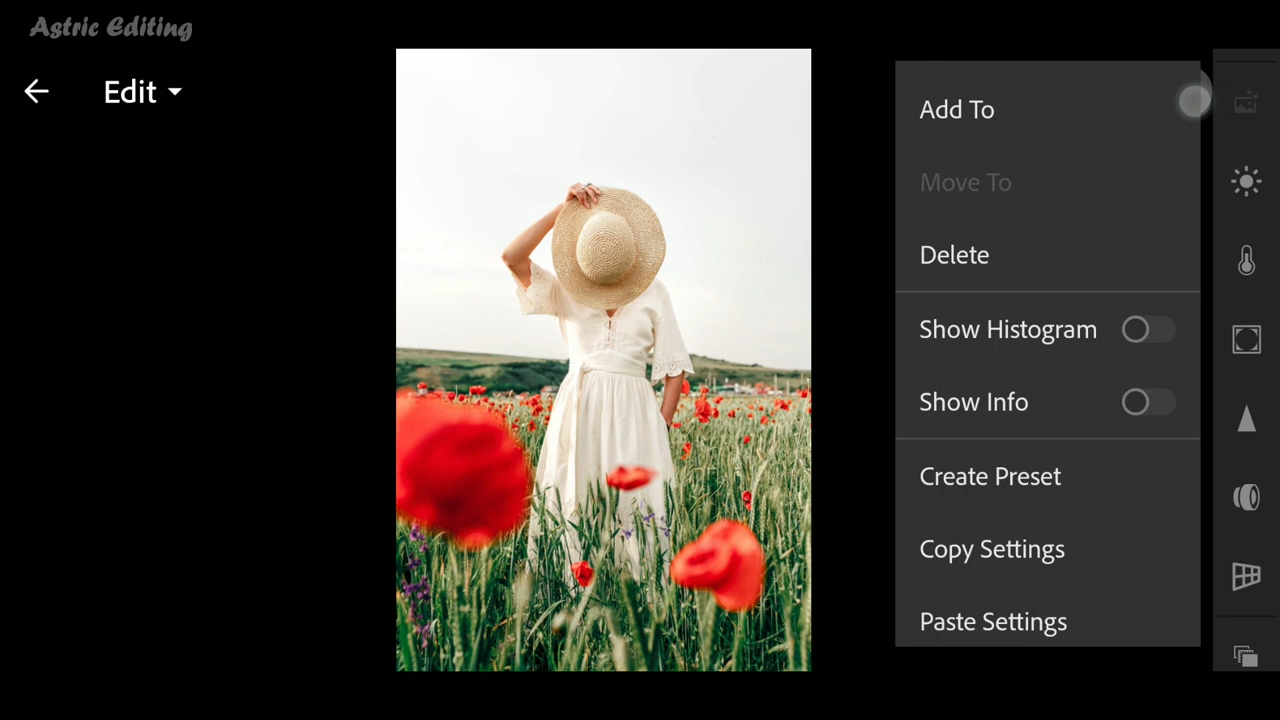 Astric Editing
Edit
Add To
Move To
Delete
Show Histogram
Show Info
Create Preset
Copy Settings
Paste Settings